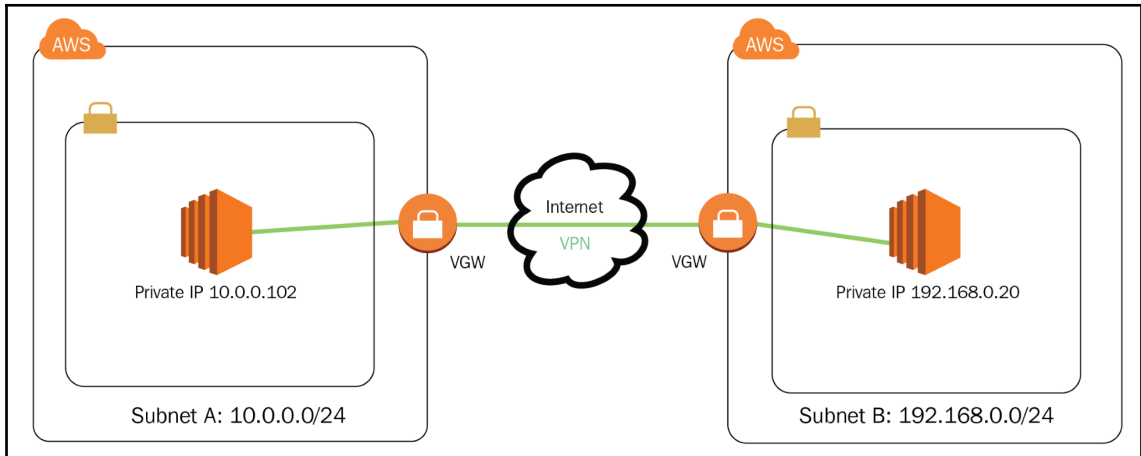 AWS
AWS
Internet
VPN
VGW
VGW
Private IP 10.0.0.102
Private IP 192.168.0.20
Subnet A: 10.0.0.0/24
Subnet B: 192.168.0.0/24